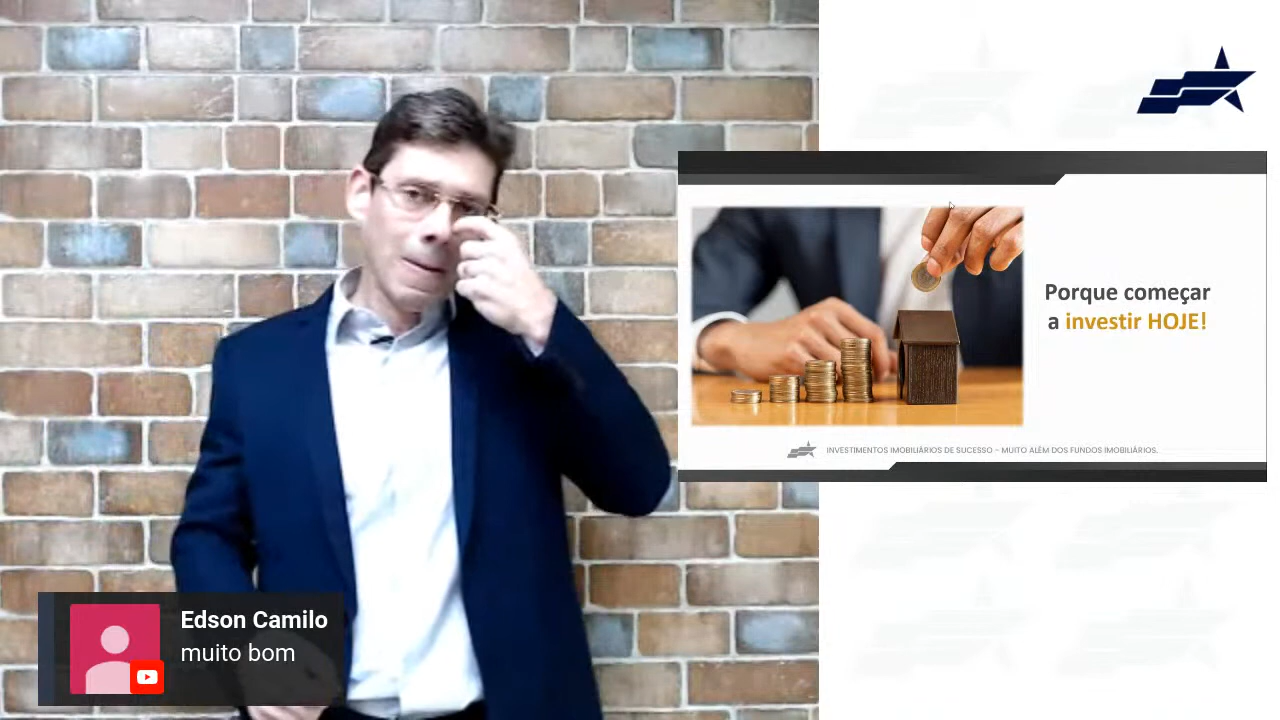 Porque começar
a investir HOJE!
INVESTIMENTOS IMOBILIÁRIOS DE SUCESSO - MUITO ALÉM DOS FUNDOS IMOBILIÁRIOS.
Edson Camilo
muito bom